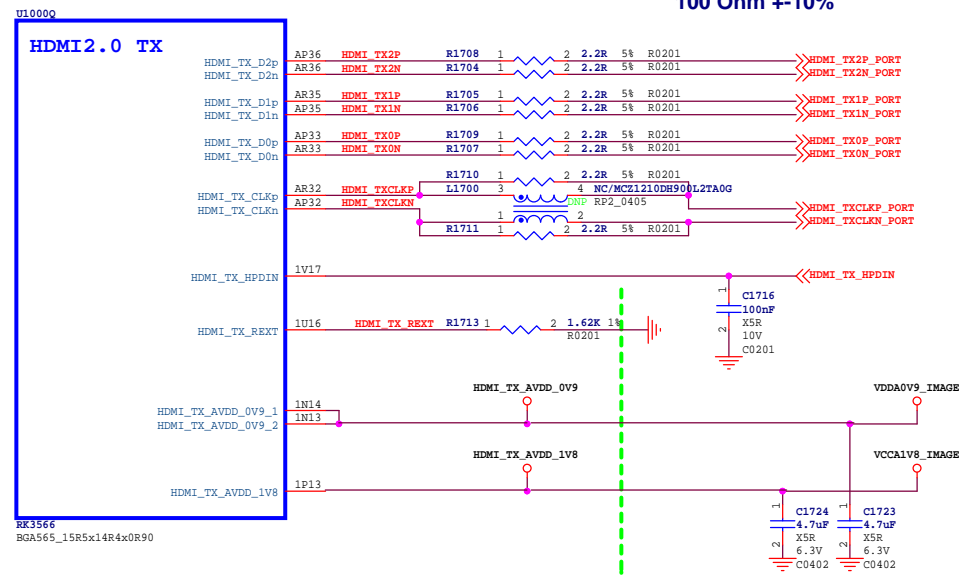 100 Ohm +-10%
U1000Q
HDMI2.0 TX
HDMI_TX_D2p AP36 HDMI_TX2P R1708 1 2 2.2R 5% R0201 HDMI_TX2P_PORT
HDMI_TX_D2n AR36 HDMI_TX2N R1704 1 2 2.2R 5% R0201 HDMI_TX2N_PORT
HDMI_TX_D1p AR35 HDMI_TX1P R1705 1 2 2.2R 5% R0201 HDMI_TX1P_PORT
HDMI_TX_D1n AP35 HDMI_TX1N R1706 1 2 2.2R 5% R0201 HDMI_TX1N_PORT
HDMI_TX_D0p AP33 HDMI_TX0P R1709 1 2 2.2R 5% R0201 HDMI_TX0P_PORT
HDMI_TX_D0n AR33 HDMI_TX0N R1707 1 2 2.2R 5% R0201 HDMI_TX0N_PORT
R1710 1 2 2.2R 5% R0201
HDMI_TX_CLKp AR32 HDMI_TXCLKP L1700 3 4 NC/MCZ1210DH900L2TA0G
DNP RP2_0405
HDMI_TX_CLKn AP32 HDMI_TXCLKN HDMI_TXCLKP_PORT
1 2 HDMI_TXCLKN_PORT
R1711 1 2 2.2R 5% R0201
HDMI_TX_HPDIN 1V17 HDMI_TX_HPDIN
1 C1716
100nF
2 X5R
10V
C0201
HDMI_TX_REXT 1U16 HDMI_TX_REXT R1713 1 2 1.62K 1%
R0201
HDMI_TX_AVDD_0V9 VDDA0V9_IMAGE
HDMI_TX_AVDD_0V9_1 1N14
HDMI_TX_AVDD_0V9_2 1N13
HDMI_TX_AVDD_1V8 VCCA1V8_IMAGE
HDMI_TX_AVDD_1V8 1P13
1 C1724 1 C1723
4.7uF 4.7uF
2 X5R 2 X5R
6.3V 6.3V
C0402 C0402
RK3566
BGA565_15R5x14R4x0R90